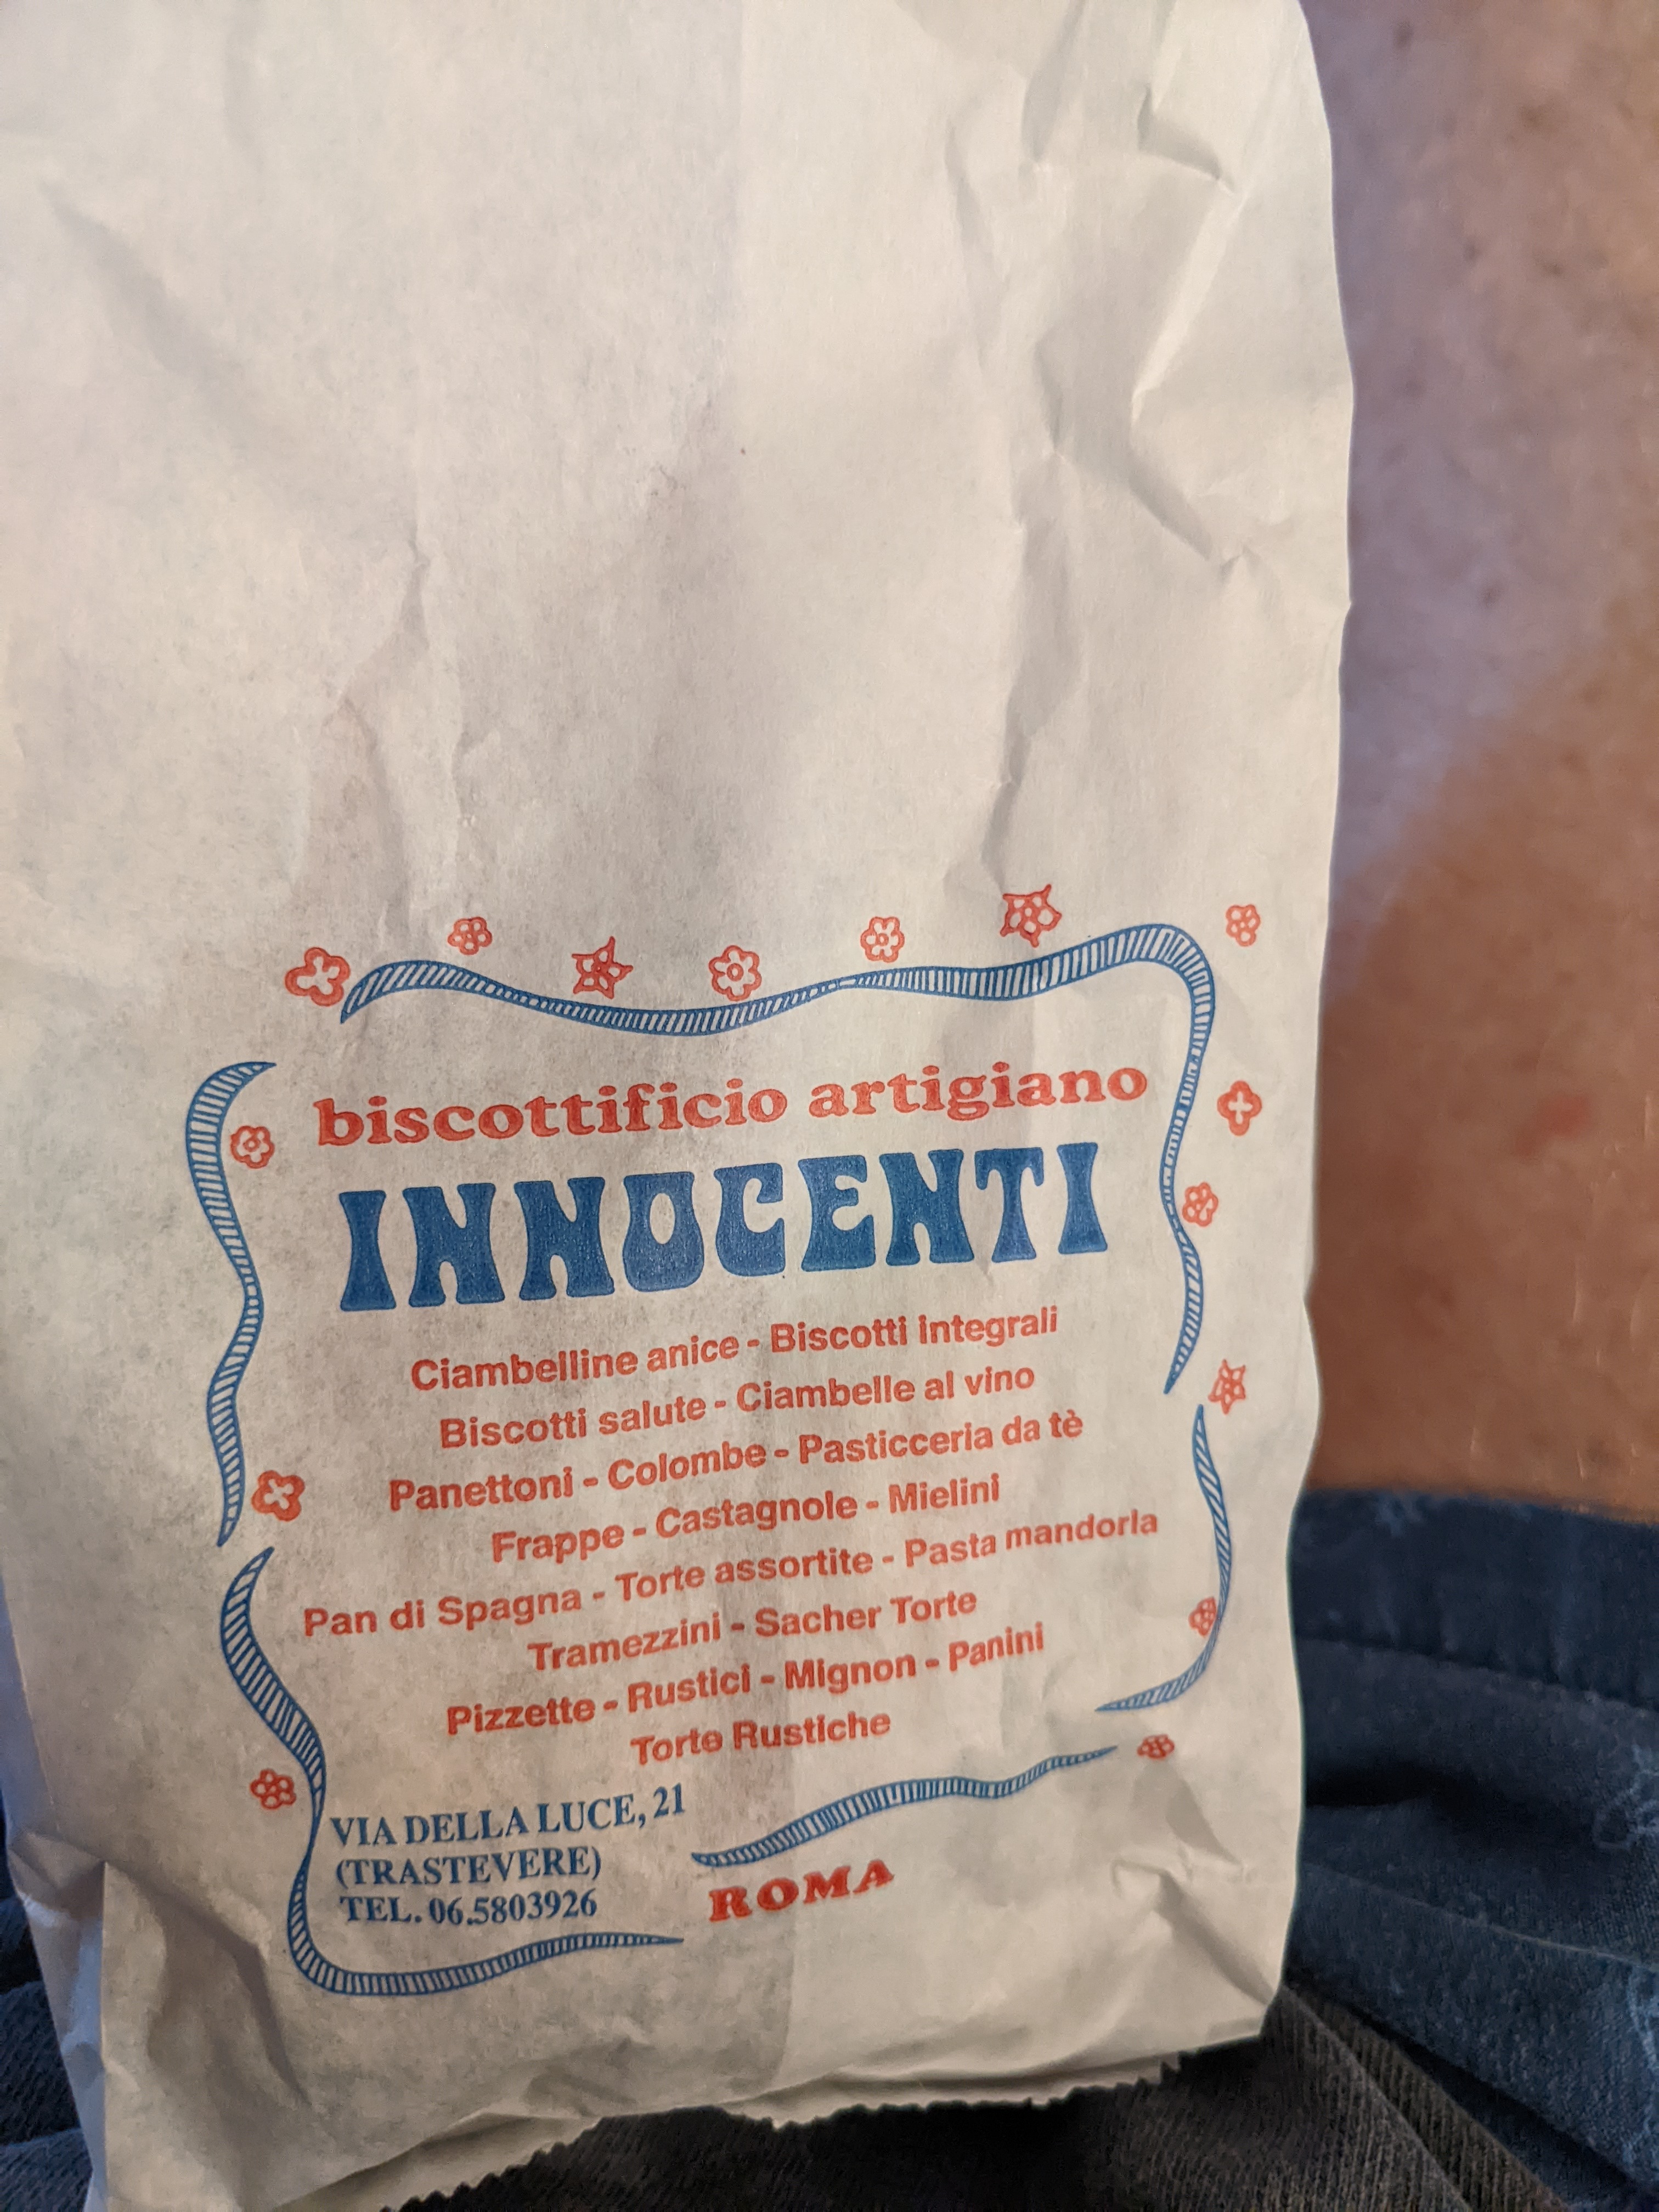 biscottificio artigiano
INNOCENTI
Ciambelline anice - Biscotti integrali
Biscotti salute - Ciambelle al vino
Panettoni - Colombe - Pasticceria da tè
Frappe - Castagnole - Mielini
Pan di Spagna - Torte assortite - Pasta mandorla
Tramezzini - Sacher Torte
Pizzette - Rustici - Mignon - Panini
Torte Rustiche
VIA DELLA LUCE, 21
(TRASTEVERE)
TEL. 06.5803926
ROMA